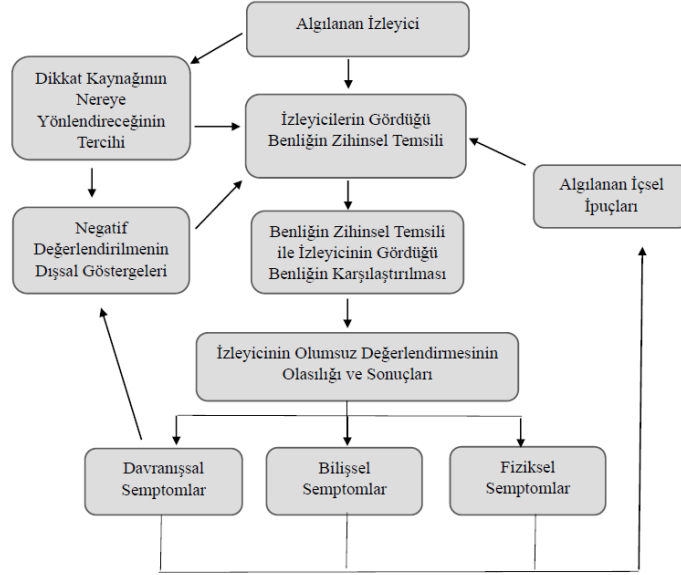 Algılanan İzleyici
Dikkat Kaynağının
Nereye
Yönlendireceğinin
Tercihi
İzleyicilerin Gördüğü
Benliğin Zihinsel Temsili
Algılanan İçsel
İpuçları
Negatif
Değerlendirilmenin
Dışsal Göstergeleri
Benliğin Zihinsel Temsili
ile İzleyicinin Gördüğü
Benliğin Karşılaştırılması
İzleyicinin Olumsuz Değerlendirmesinin
Olasılığı ve Sonuçları
Davranışsal
Semptomlar
Bilişsel
Semptomlar
Fiziksel
Semptomlar